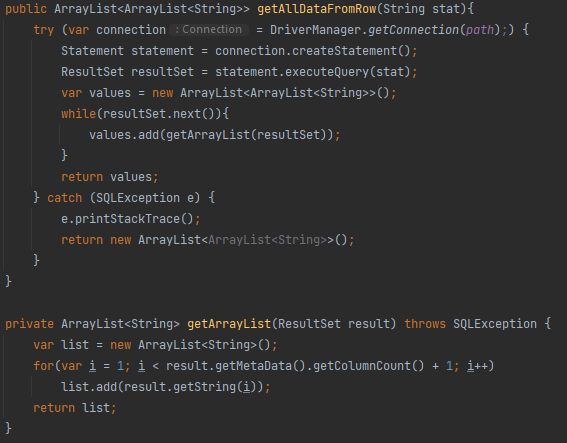 public ArrayList<ArrayList<String>> getAllDataFromRow(String stat){
    try (var connection : Connection = DriverManager.getConnection(path);) {
        Statement statement = connection.createStatement();
        ResultSet resultSet = statement.executeQuery(stat);
        var values = new ArrayList<ArrayList<String>>();
        while(resultSet.next()){
            values.add(getArrayList(resultSet));
        }
        return values;
    } catch (SQLException e) {
        e.printStackTrace();
        return new ArrayList<ArrayList<String>>();
    }
}
private ArrayList<String> getArrayList(ResultSet result) throws SQLException {
    var list = new ArrayList<String>();
    for(var i = 1; i < result.getMetaData().getColumnCount() + 1; i++)
        list.add(result.getString(i));
    return list;
}